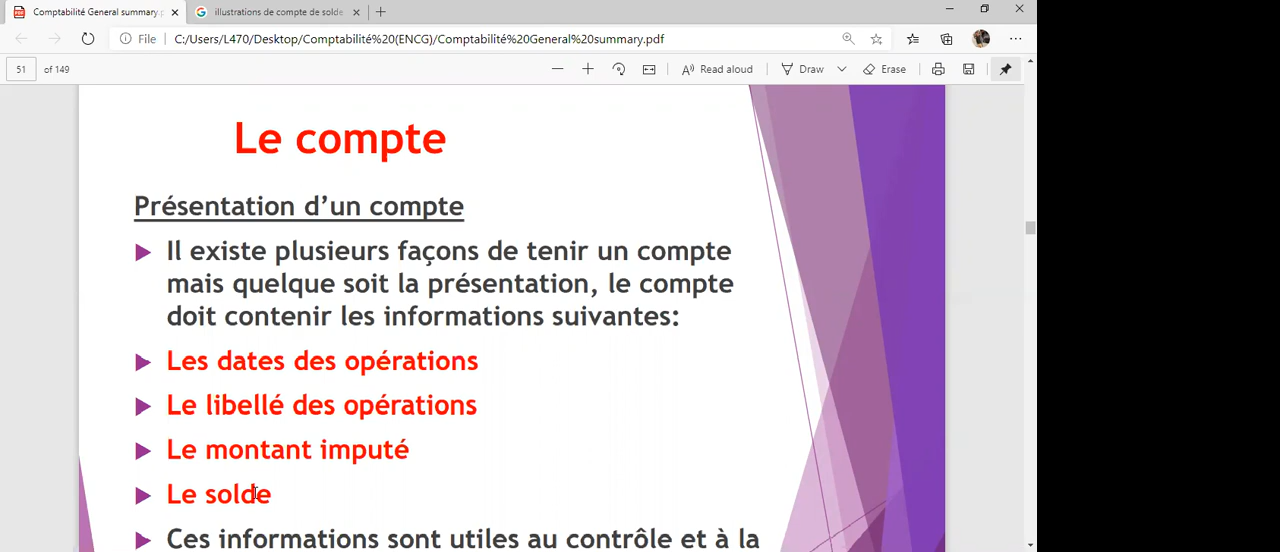 Comptabilité General summary.p
illustrations de compte de solde
File
C:/Users/L470/Desktop/Comptabilité%20(ENCG)/Comptabilité%20General%20summary.pdf
51 of 149
Read aloud
Draw
Erase
Le compte
Présentation d’un compte
Il existe plusieurs façons de tenir un compte
mais quelque soit la présentation, le compte
doit contenir les informations suivantes:
Les dates des opérations
Le libellé des opérations
Le montant imputé
Le solde
Ces informations sont utiles au contrôle et à la